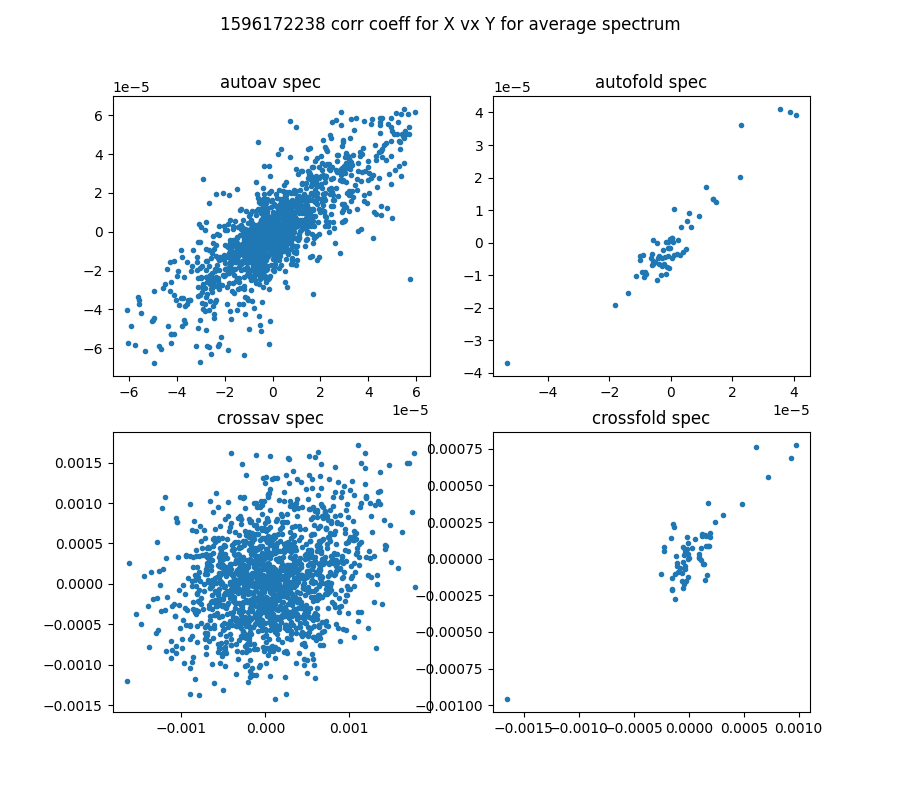 1596172238 corr coeff for X vx Y for average spectrum
autoav spec
autofold spec
1e−5
6
4
2
0
−2
−4
−6
−6 −4 −2 0 2 4 6
1e−5
1e−5
4
3
2
1
0
−1
−2
−3
−4
−4 −2 0 2 4
1e−5
crossav spec
crossfold spec
0.0015
0.0010
0.0005
0.0000
−0.0005
−0.0010
−0.0015
−0.001 0.000 0.001
0.00075
0.00050
0.00025
0.00000
−0.00025
−0.00050
−0.00075
−0.00100
−0.0015 −0.0010 −0.0005 0.0000 0.0005 0.0010